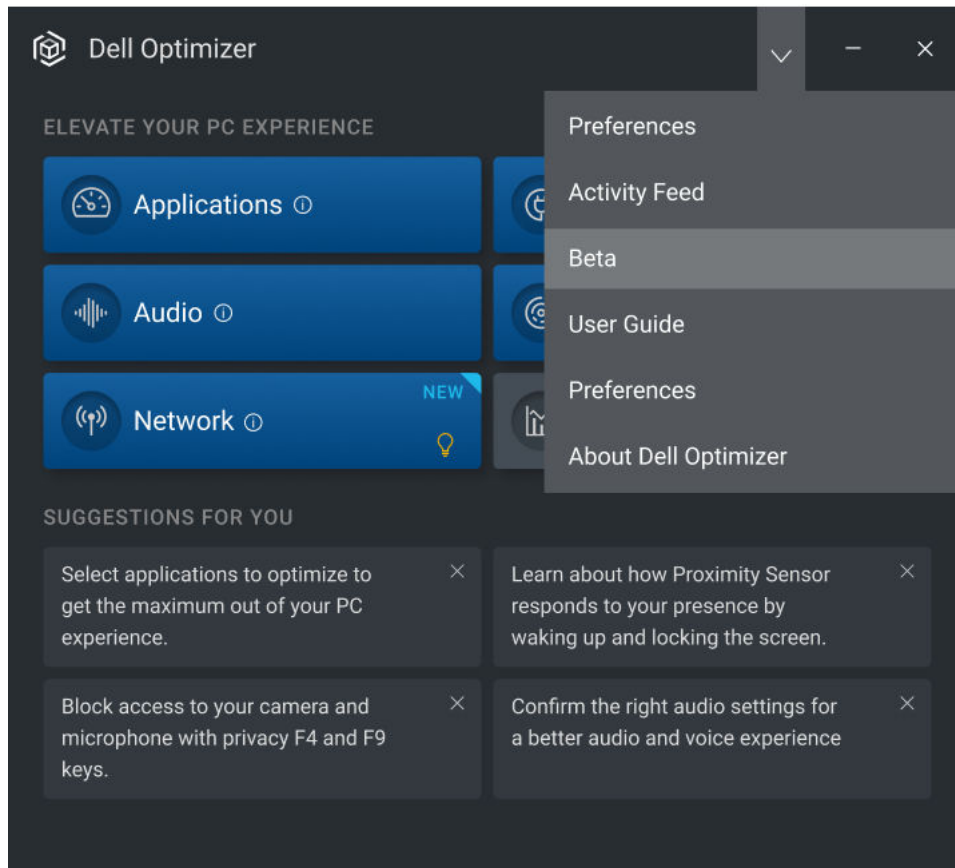 Dell Optimizer
ELEVATE YOUR PC EXPERIENCE
Applications
Audio
NEW
Network
Preferences
Activity Feed
Beta
User Guide
Preferences
About Dell Optimizer
SUGGESTIONS FOR YOU
Select applications to optimize to
get the maximum out of your PC
experience.
Learn about how Proximity Sensor
responds to your presence by
waking up and locking the screen.
Block access to your camera and
microphone with privacy F4 and F9
keys.
Confirm the right audio settings for
a better audio and voice experience